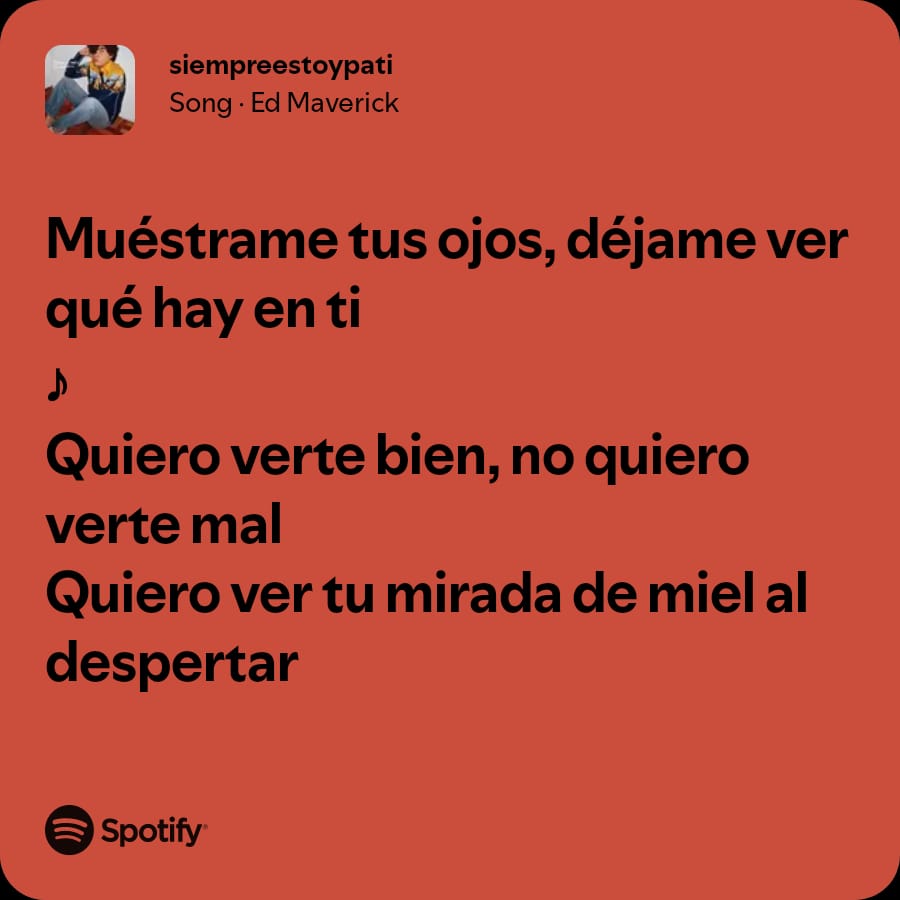 siempreestoypati
Song · Ed Maverick
Muéstrame tus ojos, déjame ver
qué hay en ti
♪
Quiero verte bien, no quiero
verte mal
Quiero ver tu mirada de miel al
despertar
Spotify®